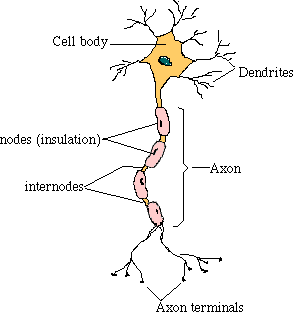 Cell body
Dendrites
nodes (insulation)
Axon
internodes
Axon terminals